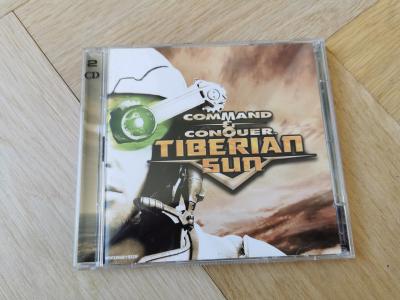 2
CD
COMMAND
&
CONQUER
TIBERIAN
SUN